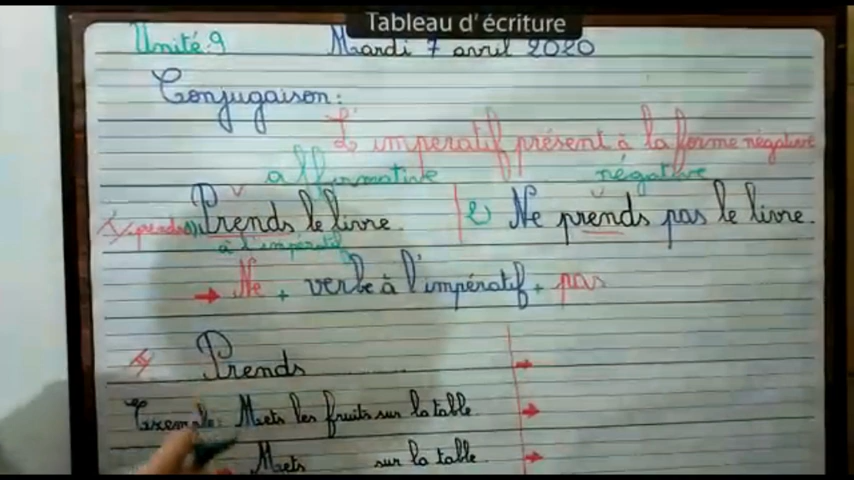 Tableau d'écriture
Unité:9 Mardi 7 avril 2020
Conjugaison:
L'imperatif présent à la forme négative
affirmative négative
Prends le livre. Ne prends pas le livre.
à l'impératif
→ Ne + verbe à l'impératif + pas
Prends →
Exemple: Mets les fruits sur la table →
→ Mets sur la table →